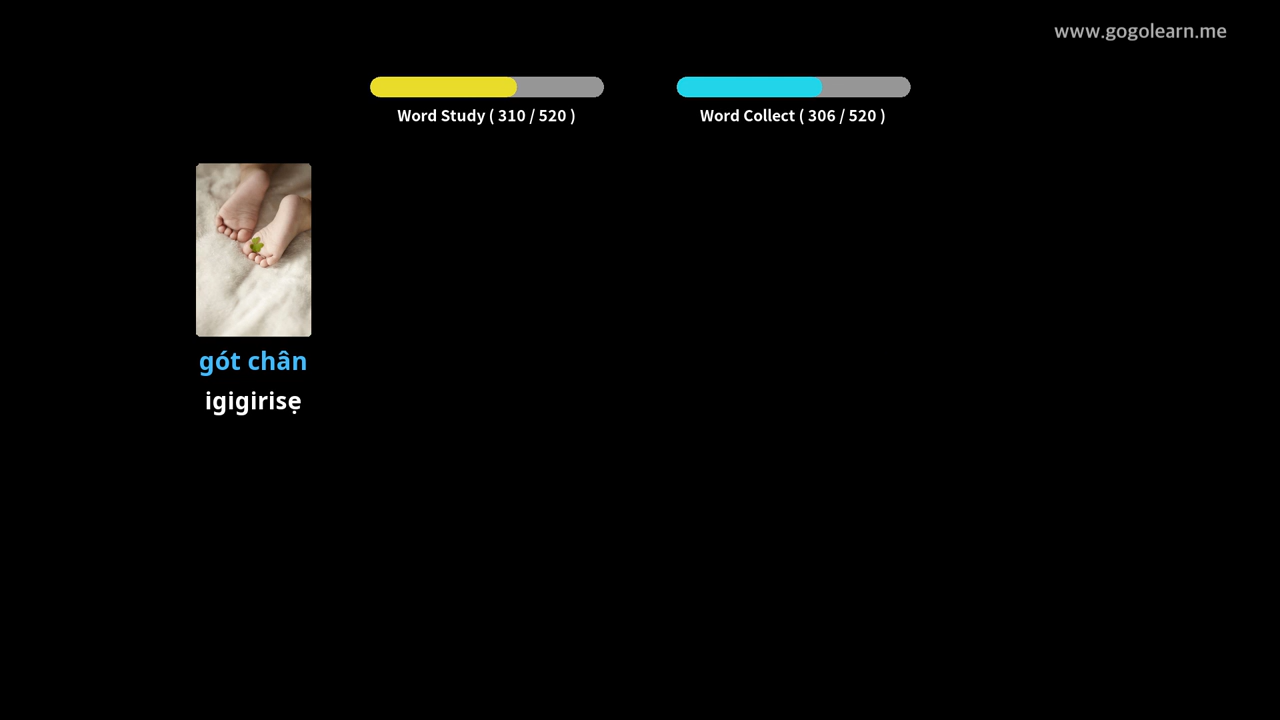 www.gogolearn.me
Word Study ( 310 / 520 )
Word Collect ( 306 / 520 )
gót chân
igigirisẹ